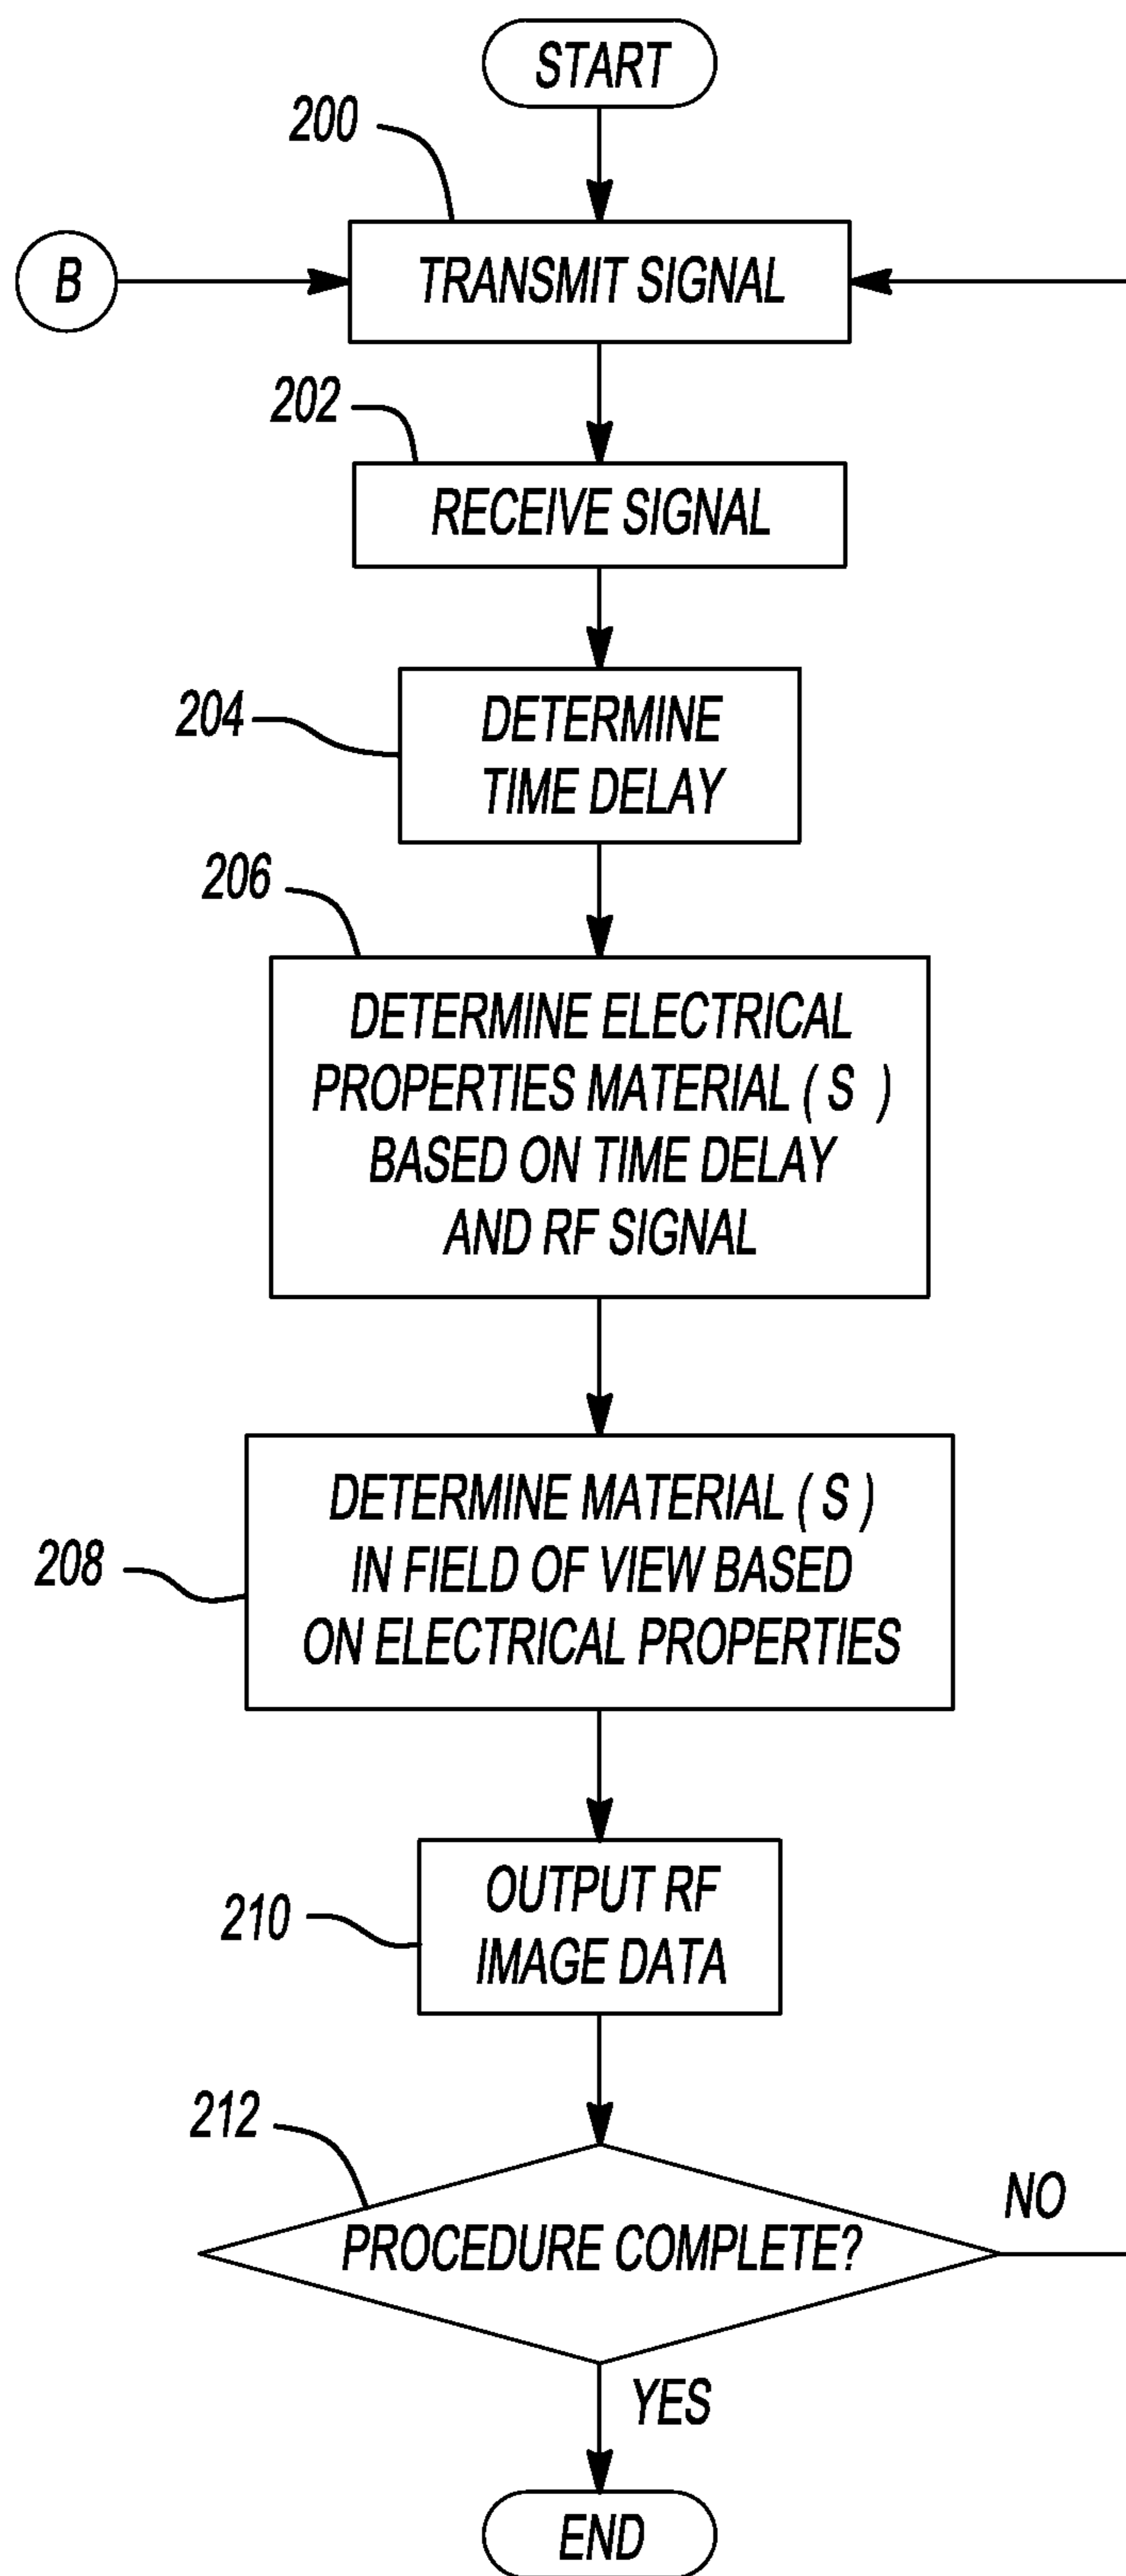 START
200
B
TRANSMIT SIGNAL
202
RECEIVE SIGNAL
204
DETERMINE
TIME DELAY
206
DETERMINE ELECTRICAL
PROPERTIES MATERIAL ( S )
BASED ON TIME DELAY
AND RF SIGNAL
208
DETERMINE MATERIAL ( S )
IN FIELD OF VIEW BASED
ON ELECTRICAL PROPERTIES
210
OUTPUT RF
IMAGE DATA
212
PROCEDURE COMPLETE?
NO
YES
END